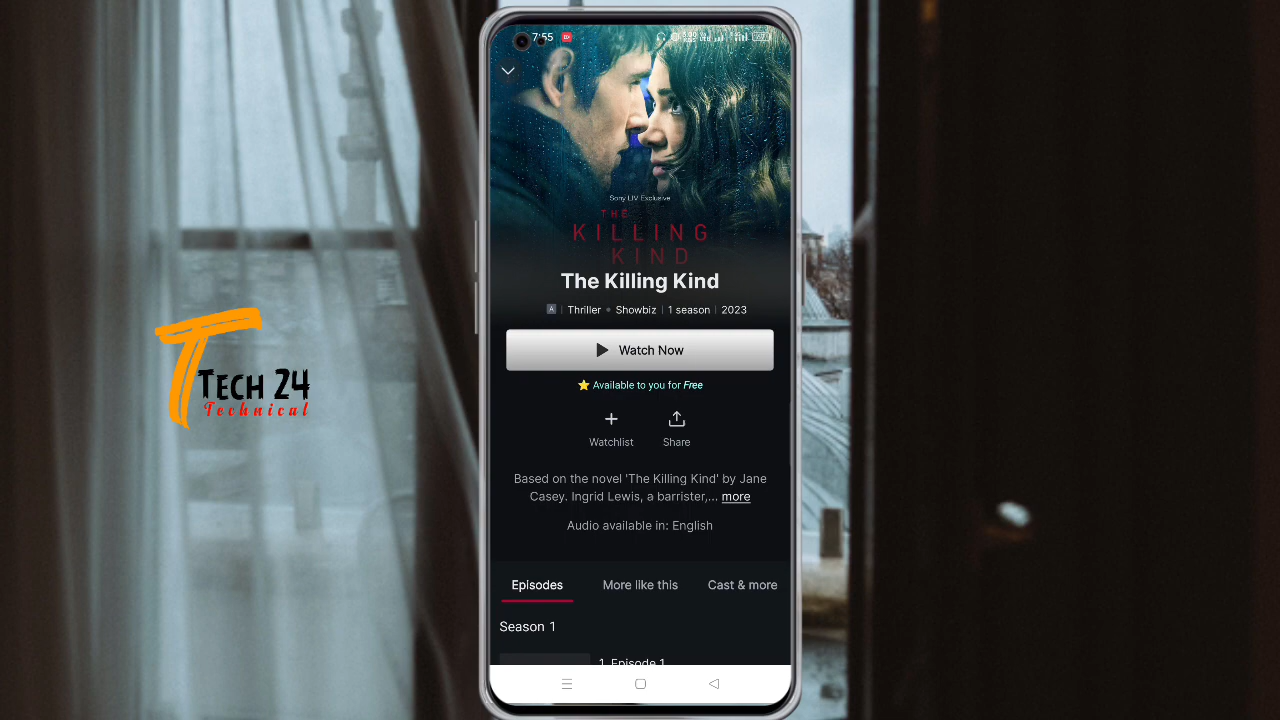 7:55
Sony LIV Exclusive
THE
KILLING
KIND
The Killing Kind
A | Thriller • Showbiz | 1 season | 2023
Watch Now
Available to you for Free
Watchlist Share
Based on the novel 'The Killing Kind' by Jane
Casey. Ingrid Lewis, a barrister,... more
Audio available in: English
Episodes More like this Cast & more
Season 1
1. Episode 1
TECH 24
Technical